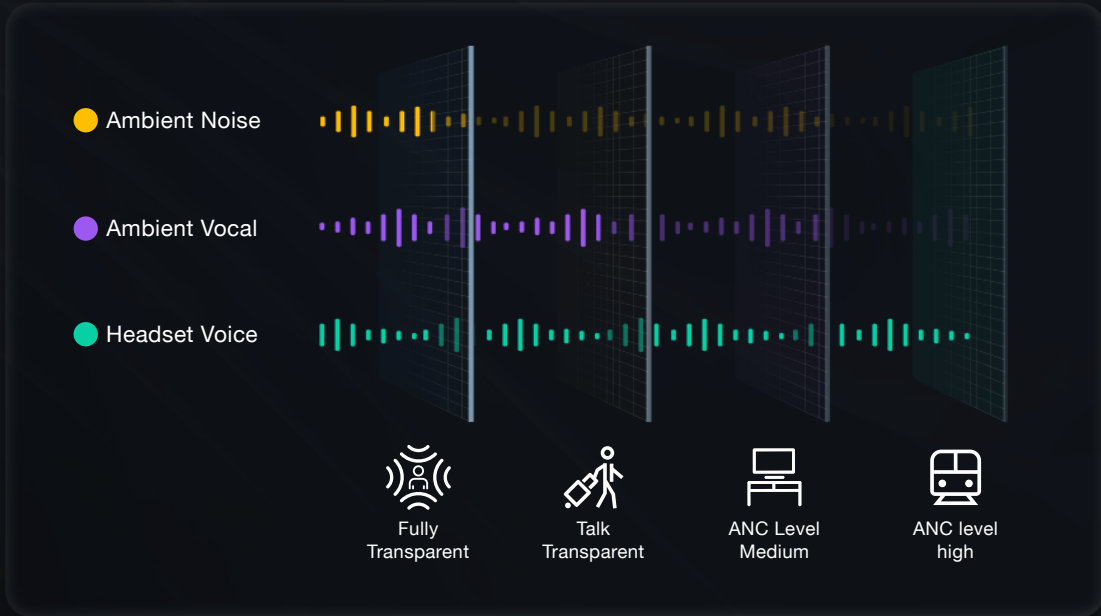 Ambient Noise
Ambient Vocal
Headset Voice
Fully
Transparent
Talk
Transparent
ANC Level
Medium
ANC level
high